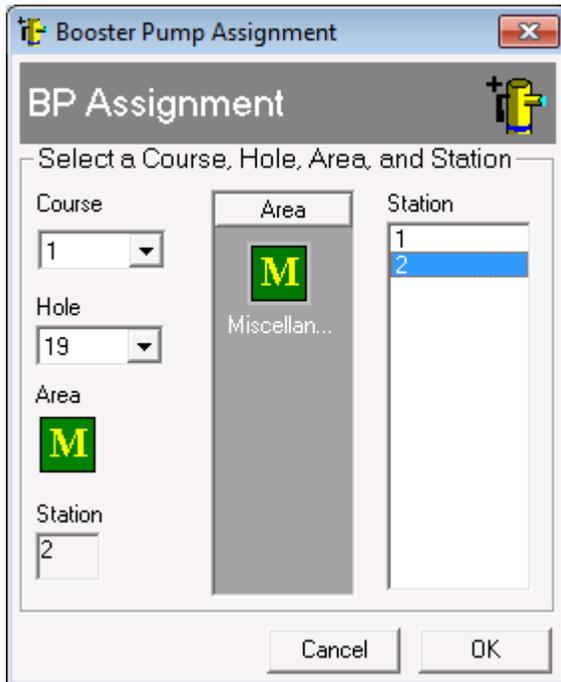 Booster Pump Assignment
BP Assignment
Select a Course, Hole, Area, and Station
Course
1
Hole
19
Area
M
Station
2
Area
M
Miscellan...
Station
1
2
Cancel
OK